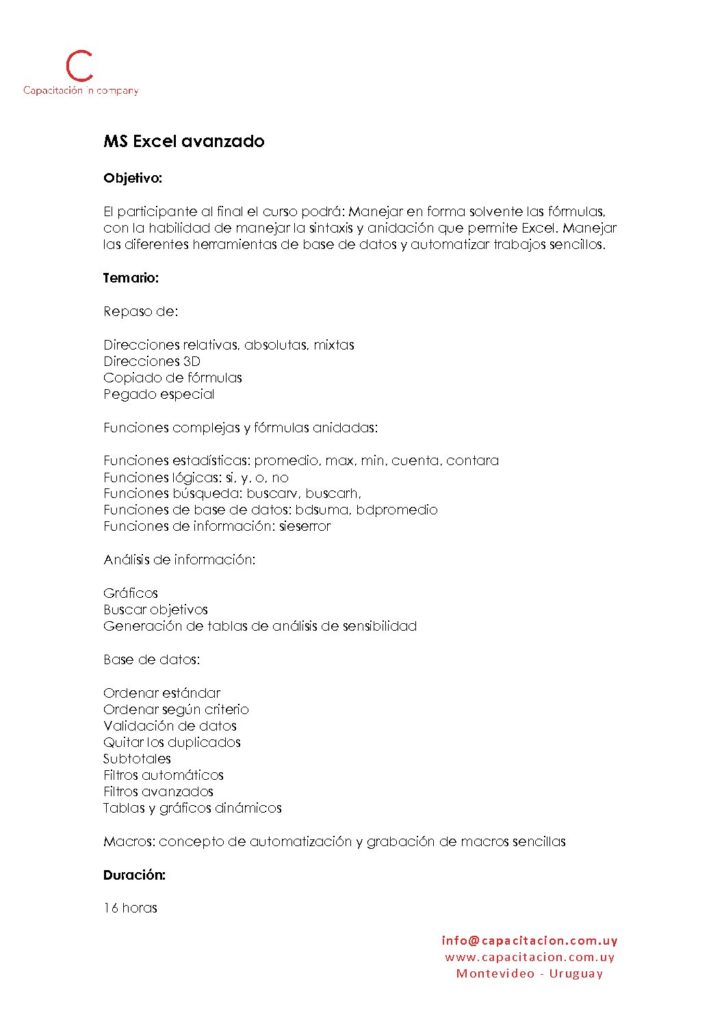 C
Capacitación in company
MS Excel avanzado
Objetivo:
El participante al final el curso podrá: Manejar en forma solvente las fórmulas,
con la habilidad de manejar la sintaxis y anidación que permite Excel. Manejar
las diferentes herramientas de base de datos y automatizar trabajos sencillos.
Temario:
Repaso de:
Direcciones relativas, absolutas, mixtas
Direcciones 3D
Copiado de fórmulas
Pegado especial
Funciones complejas y fórmulas anidadas:
Funciones estadísticas: promedio, max, min, cuenta, contara
Funciones lógicas: si, y, o, no
Funciones búsqueda: buscarv, buscarh,
Funciones de base de datos: bdsuma, bdpromedio
Funciones de información: sieserror
Análisis de información:
Gráficos
Buscar objetivos
Generación de tablas de análisis de sensibilidad
Base de datos:
Ordenar estándar
Ordenar según criterio
Validación de datos
Quitar los duplicados
Subtotales
Filtros automáticos
Filtros avanzados
Tablas y gráficos dinámicos
Macros: concepto de automatización y grabación de macros sencillas
Duración:
16 horas
info@capacitacion.com.uy
www.capacitacion.com.uy
Montevideo - Uruguay